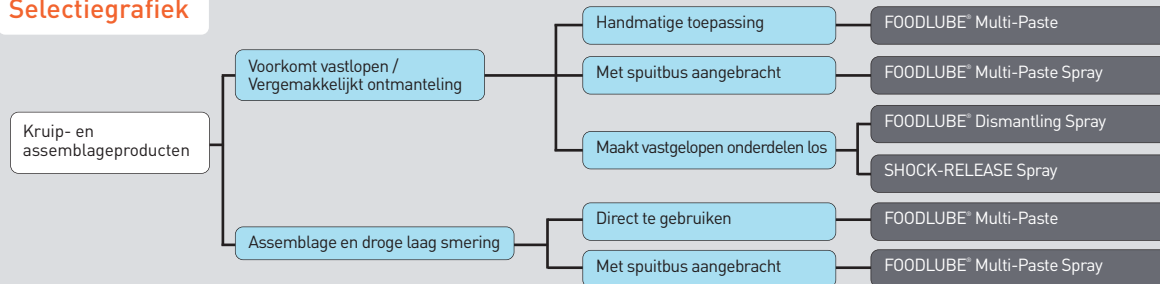 Selectiegrafiek
Kruip- en
assemblageproducten
Voorkomt vastlopen /
Vergemakkelijkt ontmanteling
Handmatige toepassing
FOODLUBE® Multi-Paste
Met spuitbus aangebracht
FOODLUBE® Multi-Paste Spray
Maakt vastgelopen onderdelen los
FOODLUBE® Dismantling Spray
SHOCK-RELEASE Spray
Assemblage en droge laag smering
Direct te gebruiken
FOODLUBE® Multi-Paste
Met spuitbus aangebracht
FOODLUBE® Multi-Paste Spray